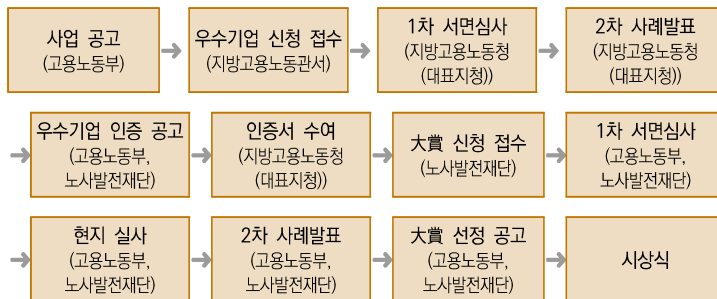 사업 공고
(고용노동부)
우수기업 신청 접수
(지방고용노동관서)
1차 서면심사
(지방고용노동청
(대표지청))
2차 사례발표
(지방고용노동청
(대표지청))
우수기업 인증 공고
(고용노동부,
노사발전재단)
인증서 수여
(지방고용노동청
(대표지청))
大賞 신청 접수
(노사발전재단)
1차 서면심사
(고용노동부,
노사발전재단)
현지 실사
(고용노동부,
노사발전재단)
2차 사례발표
(고용노동부,
노사발전재단)
大賞 선정 공고
(고용노동부,
노사발전재단)
시상식